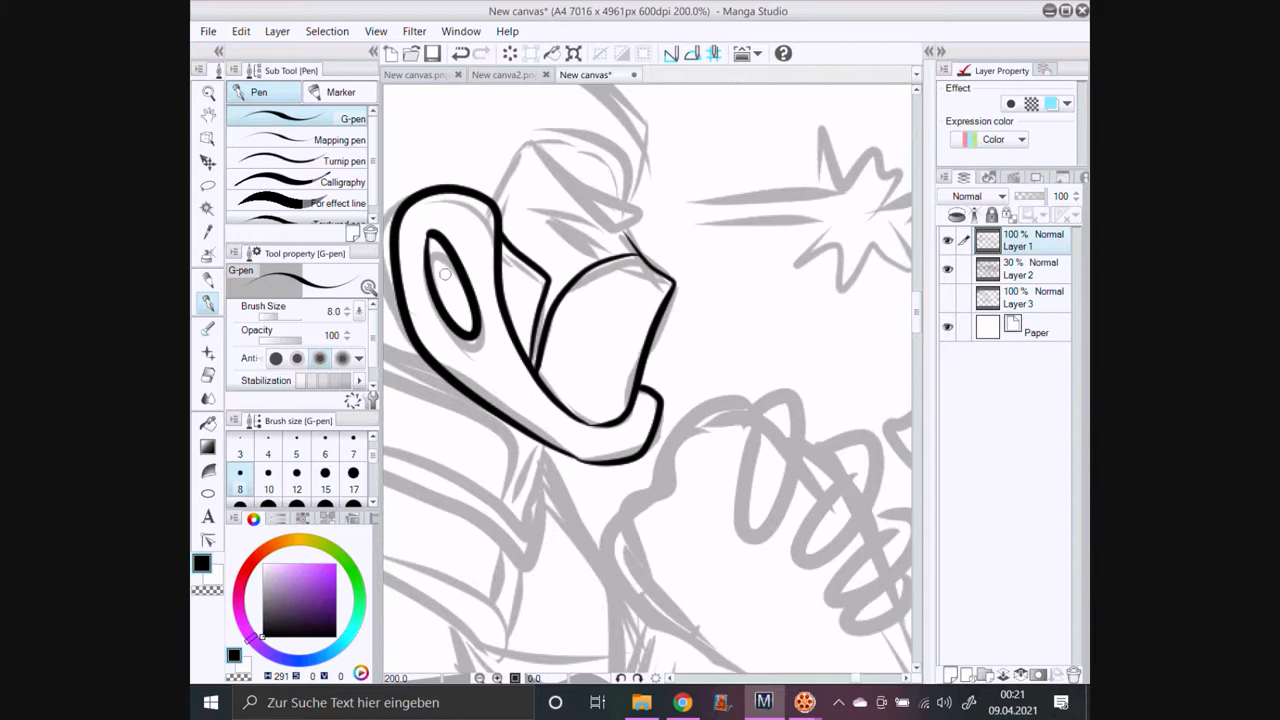 New canvas* (A4 7016 x 4961px 600dpi 200.0%) - Manga Studio
File Edit Layer Selection View Filter Window Help
Sub Tool [Pen]
Pen Marker
G-pen
Mapping pen
Turnip pen
Calligraphy
For effect line
Tool property [G-pen]
G-pen
Brush Size 8.0
Opacity 100
Anti-
Stabilization
Brush size [G-pen]
3 5 6 7
8 10 12 15 17
H 291 S 0 V 0
New canvas.png New canva2.png New canvas*
200.0 0.0
Layer Property
Effect
Expression color
Color
Normal 100
100 % Normal
Layer 1
30 % Normal
Layer 2
100 % Normal
Layer 3
Paper
Zur Suche Text hier eingeben
00:21
09.04.2021